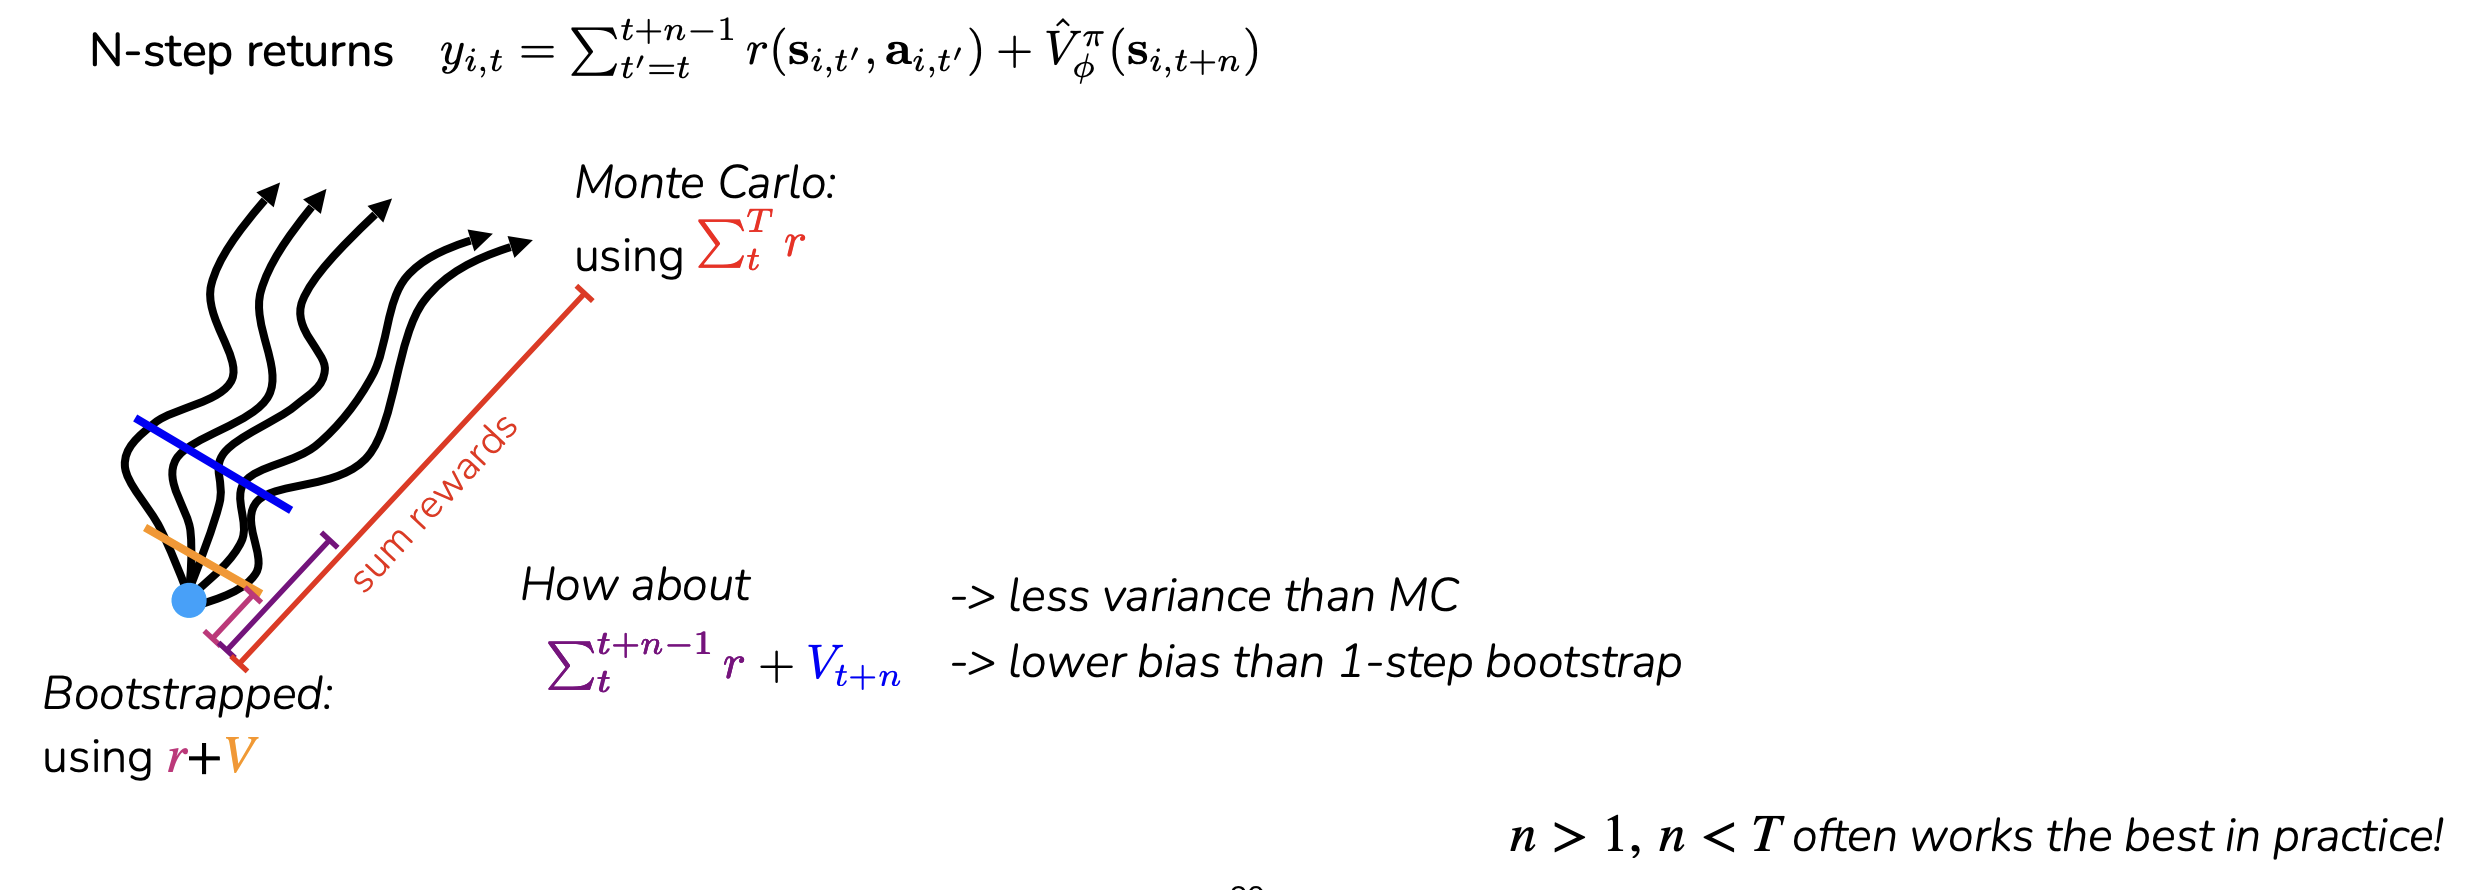 N-step returns $y_{i,t} = \sum_{t'=t}^{t+n-1} r(\mathbf{s}_{i,t'}, \mathbf{a}_{i,t'}) + \hat{V}_{\phi}^{\pi}(\mathbf{s}_{i,t+n})$
Monte Carlo:
using $\sum_{t}^{T} r$
sum rewards
How about
$\sum_{t}^{t+n-1} r + V_{t+n}$
-> less variance than MC
-> lower bias than 1-step bootstrap
Bootstrapped:
using r+V
n > 1, n < T often works the best in practice!